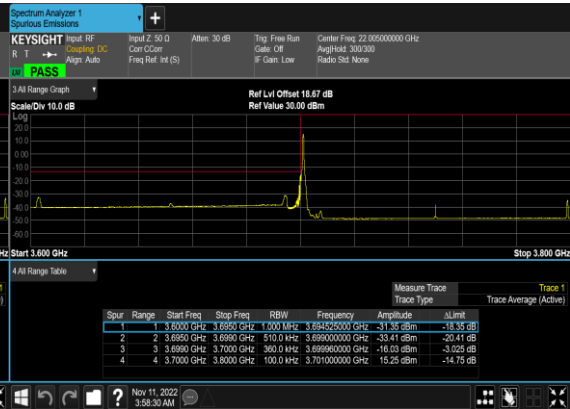 Spectrum Analyzer 1
Spurious Emissions
KEYSIGHT Input: RF Input Z: 50 Ω Atten: 30 dB Trig: Free Run Center Freq: 22.005000000 GHz
R T Coupling: DC Corr CCorr Gate: Off Avg|Hold: 300/300
Align: Auto Freq Ref: Int (S) IF Gain: Low Radio Std: None
PASS
3 All Range Graph Ref Lvl Offset 18.67 dB
Scale/Div 10.0 dB Ref Value 30.00 dBm
Log
20.0
10.0
0.00
-10.0
-20.0
-30.0
-40.0
-50.0
-60.0
Hz Start 3.600 GHz Stop 3.800 GHz
4 All Range Table
Measure Trace Trace 1
Trace Type Trace Average (Active)
Spur Range Start Freq Stop Freq RBW Frequency Amplitude ΔLimit
1 1 3.6000 GHz 3.6950 GHz 1.000 MHz 3.694525000 GHz -31.35 dBm -18.35 dB
2 2 3.6950 GHz 3.6990 GHz 510.0 kHz 3.699000000 GHz -33.41 dBm -20.41 dB
3 3 3.6990 GHz 3.7000 GHz 360.0 kHz 3.699960000 GHz -16.03 dBm -3.025 dB
4 4 3.7000 GHz 3.8000 GHz 100.0 kHz 3.701000000 GHz 15.25 dBm -14.75 dB
Nov 11, 2022
3:58:30 AM